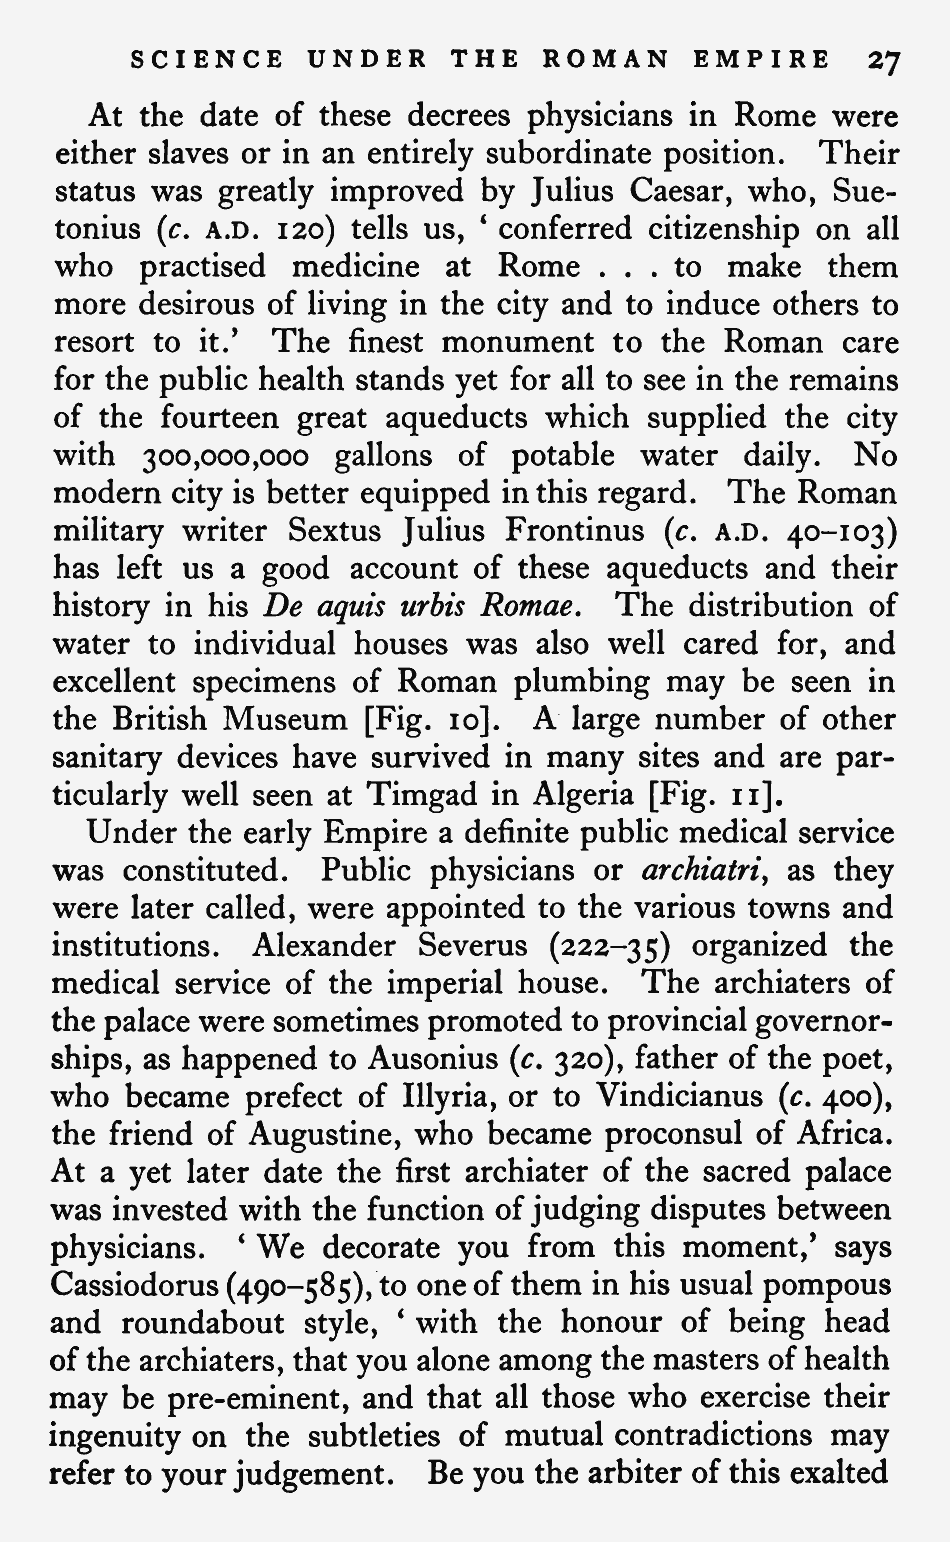 SCIENCE UNDER THE ROMAN EMPIRE 27
At the date of these decrees physicians in Rome were
either slaves or in an entirely subordinate position. Their
status was greatly improved by Julius Caesar, who, Sue-
tonius (c. A.D. 120) tells us, ‘ conferred citizenship on all
who practised medicine at Rome . . . to make them
more desirous of living in the city and to induce others to
resort to it.’ The finest monument to the Roman care
for the public health stands yet for all to see in the remains
of the fourteen great aqueducts which supplied the city
with 300,000,000 gallons of potable water daily. No
modern city is better equipped in this regard. The Roman
military writer Sextus Julius Frontinus (c. A.D. 40–103)
has left us a good account of these aqueducts and their
history in his De aquis urbis Romae. The distribution of
water to individual houses was also well cared for, and
excellent specimens of Roman plumbing may be seen in
the British Museum [Fig. 10]. A large number of other
sanitary devices have survived in many sites and are par-
ticularly well seen at Timgad in Algeria [Fig. 11].
Under the early Empire a definite public medical service
was constituted. Public physicians or archiatri, as they
were later called, were appointed to the various towns and
institutions. Alexander Severus (222–35) organized the
medical service of the imperial house. The archiaters of
the palace were sometimes promoted to provincial governor-
ships, as happened to Ausonius (c. 320), father of the poet,
who became prefect of Illyria, or to Vindicianus (c. 400),
the friend of Augustine, who became proconsul of Africa.
At a yet later date the first archiater of the sacred palace
was invested with the function of judging disputes between
physicians. ‘ We decorate you from this moment,’ says
Cassiodorus (490–585), to one of them in his usual pompous
and roundabout style, ‘ with the honour of being head
of the archiaters, that you alone among the masters of health
may be pre-eminent, and that all those who exercise their
ingenuity on the subtleties of mutual contradictions may
refer to your judgement. Be you the arbiter of this exalted